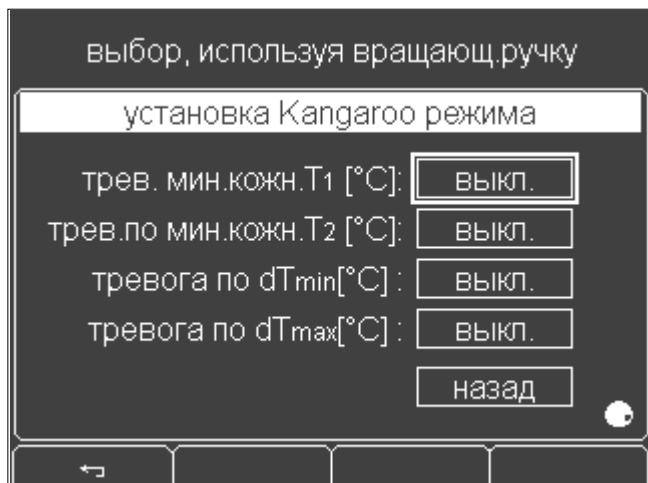 выбор, используя вращающ.ручку
установка Kangaroo режима
трев. мин.кожн.T1 [°C]: выкл.
трев.по мин.кожн.T2 [°C]: выкл.
тревога по dTmin[°C] : выкл.
тревога по dTmax[°C] : выкл.
назад